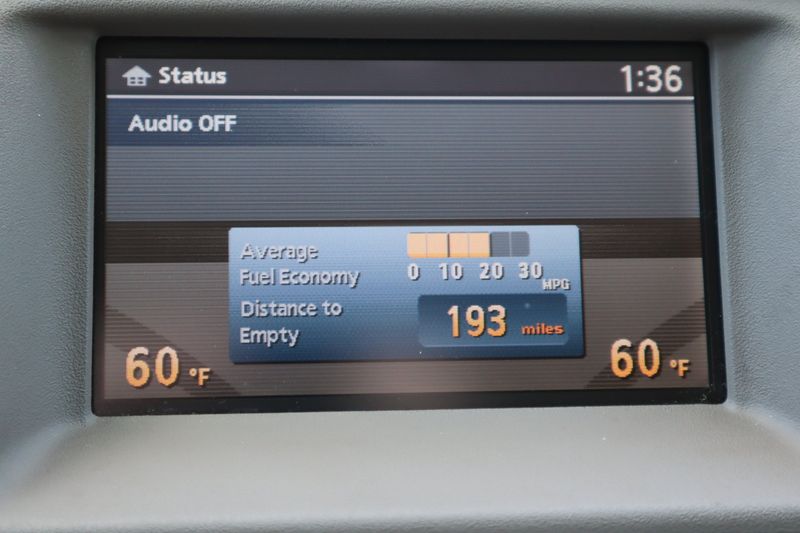 Status 1:36
Audio OFF
Average
Fuel Economy
0 10 20 30
MPG
Distance to
Empty
193 miles
60 °F
60 °F